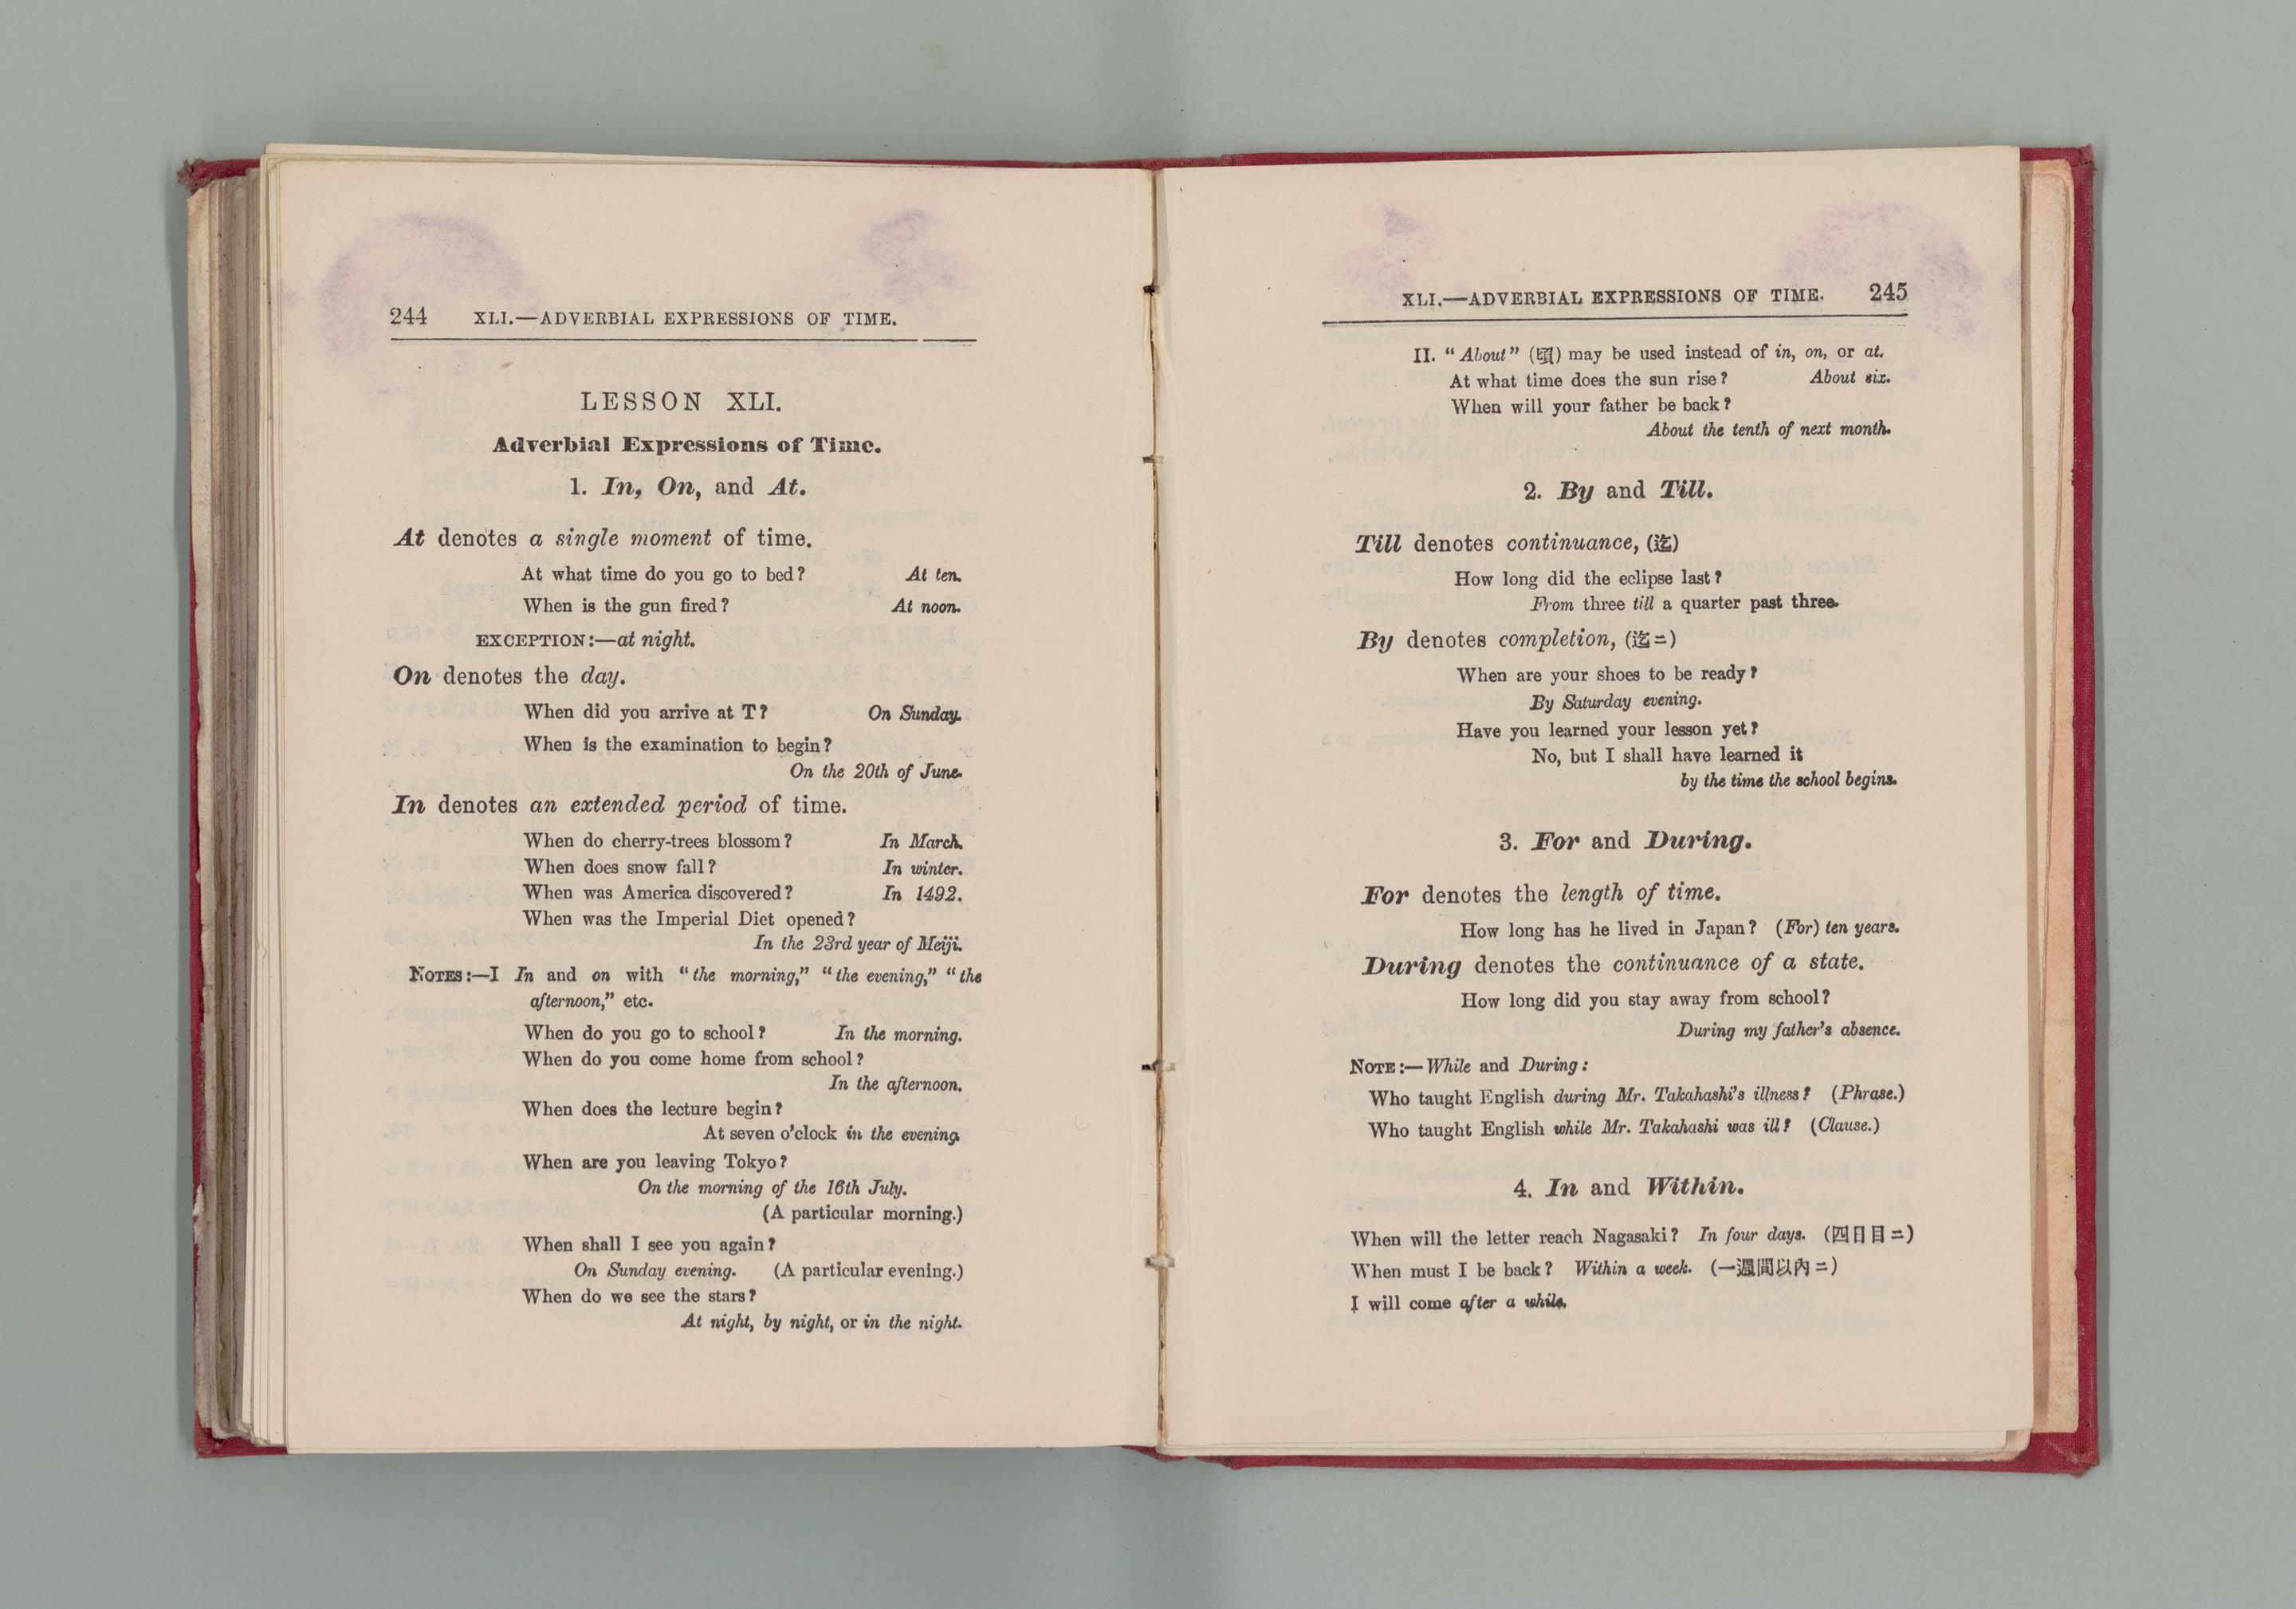 244 XLI.—ADVERBIAL EXPRESSIONS OF TIME.
LESSON XLI.
Adverbial Expressions of Time.
1. In, On, and At.
At denotes a single moment of time.
At what time do you go to bed? At ten.
When is the gun fired? At noon.
EXCEPTION:—at night.
On denotes the day.
When did you arrive at T? On Sunday.
When is the examination to begin?
On the 20th of June.
In denotes an extended period of time.
When do cherry-trees blossom? In March.
When does snow fall? In winter.
When was America discovered? In 1492.
When was the Imperial Diet opened?
In the 23rd year of Meiji.
NOTES:—I In and on with "the morning," "the evening," "the
afternoon," etc.
When do you go to school? In the morning.
When do you come home from school?
In the afternoon.
When does the lecture begin?
At seven o'clock in the evening.
When are you leaving Tokyo?
On the morning of the 16th July.
(A particular morning.)
When shall I see you again?
On Sunday evening. (A particular evening.)
When do we see the stars?
At night, by night, or in the night.
XLI.—ADVERBIAL EXPRESSIONS OF TIME. 245
II. "About" (頃) may be used instead of in, on, or at.
At what time does the sun rise? About six.
When will your father be back?
About the tenth of next month.
2. By and Till.
Till denotes continuance, (迄)
How long did the eclipse last?
From three till a quarter past three.
By denotes completion, (迄ニ)
When are your shoes to be ready?
By Saturday evening.
Have you learned your lesson yet?
No, but I shall have learned it
by the time the school begins.
3. For and During.
For denotes the length of time.
How long has he lived in Japan? (For) ten years.
During denotes the continuance of a state.
How long did you stay away from school?
During my father's absence.
NOTE:—While and During:
Who taught English during Mr. Takahashi's illness? (Phrase.)
Who taught English while Mr. Takahashi was ill? (Clause.)
4. In and Within.
When will the letter reach Nagasaki? In four days. (四日目ニ)
When must I be back? Within a week. (一週間以內ニ)
I will come after a while.